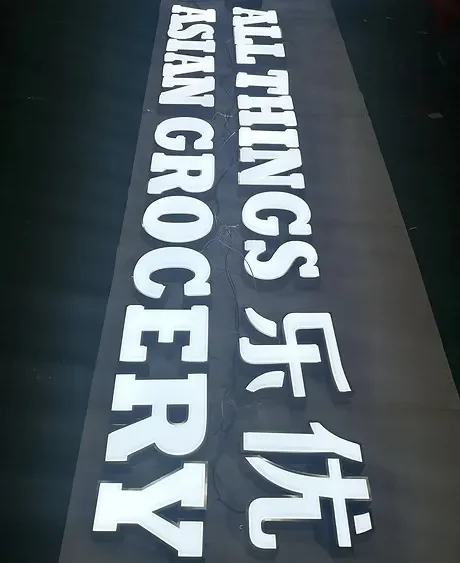 ALL THINGS 乐优
ASIAN GROCERY